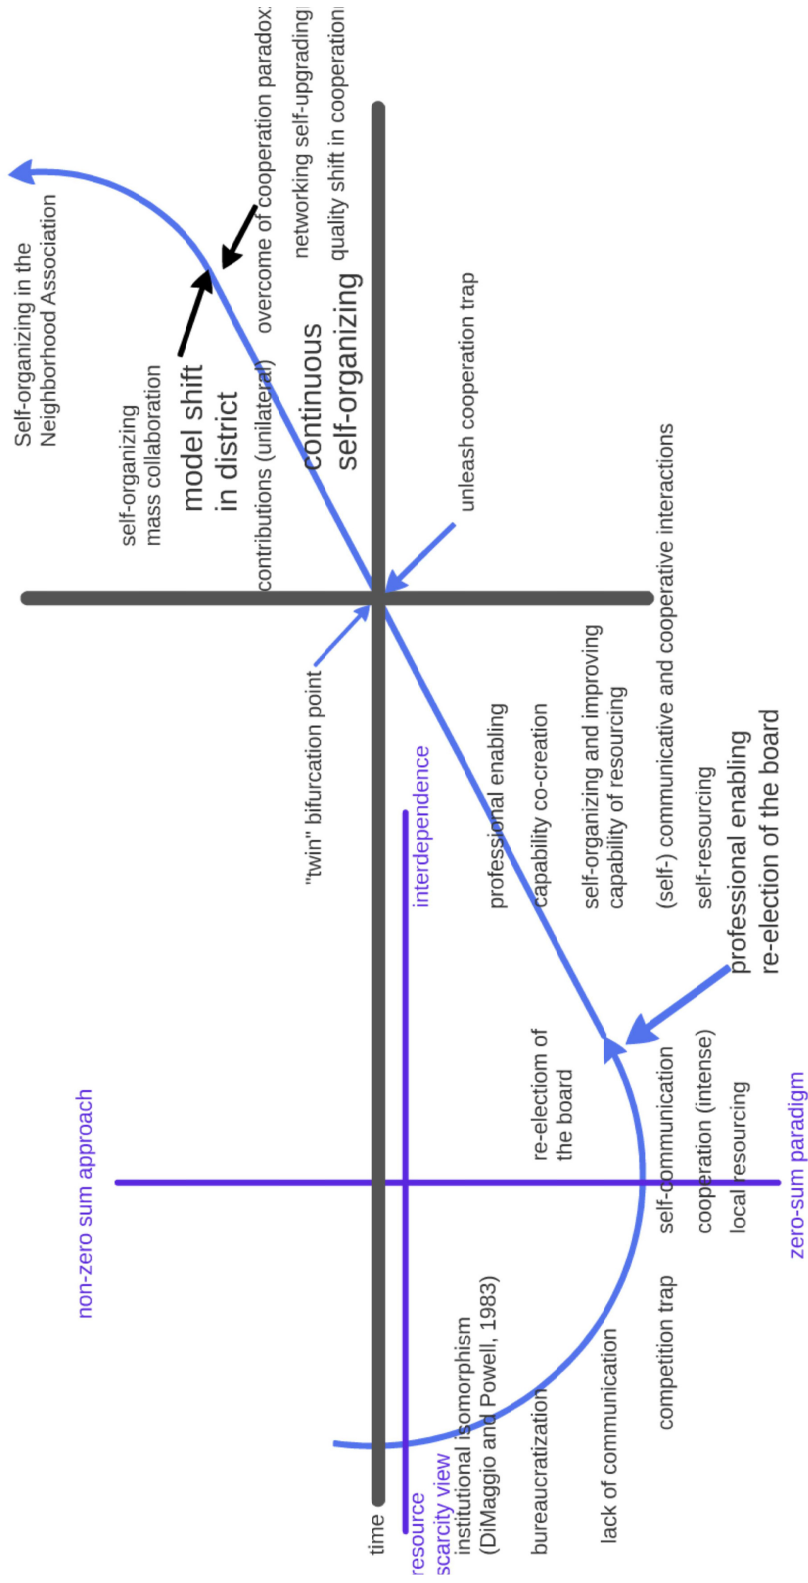 Self-organizing in the
Neighborhood Association
self-organizing
mass collaboration
model shift
in district
contributions (unilateral)
overcome of cooperation paradox:
networking self-upgrading
quality shift in cooperation
continuous
self-organizing
unleash cooperation trap
"twin" bifurcation point
interdependence
professional enabling
capability co-creation
self-organizing and improving
capability of resourcing
(self-) communicative and cooperative interactions
self-resourcing
professional enabling
re-election of the board
non-zero sum approach
re-eletiom of
the board
self-communication
cooperation (intense)
local resourcing
zero-sum paradigm
time
resource
scarcity view
institutional isomorphism
(DiMaggio and Powell, 1983)
bureaucratization
lack of communication
competition trap